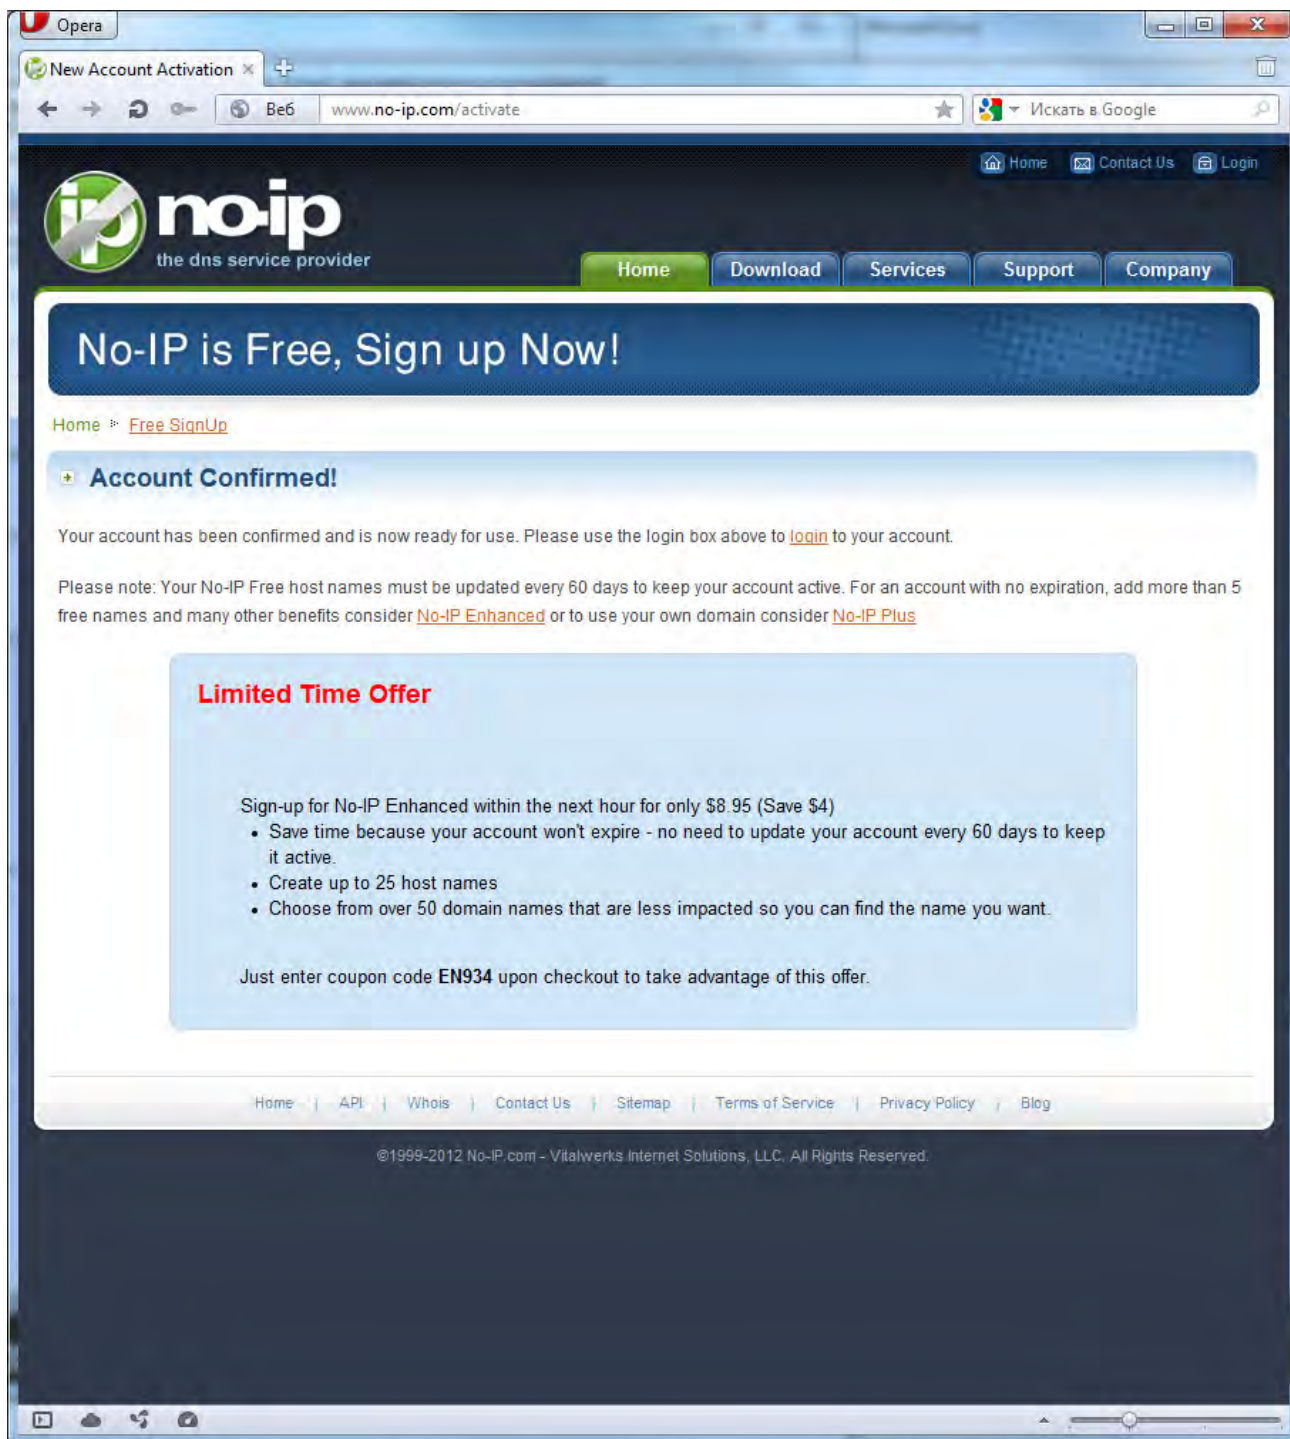 Opera
New Account Activation
Веб www.no-ip.com/activate Искать в Google
Home Contact Us Login
ip no-ip
the dns service provider
Home Download Services Support Company
No-IP is Free, Sign up Now!
Home Free SignUp
Account Confirmed!
Your account has been confirmed and is now ready for use. Please use the login box above to login to your account.
Please note: Your No-IP Free host names must be updated every 60 days to keep your account active. For an account with no expiration, add more than 5
free names and many other benefits consider No-IP Enhanced or to use your own domain consider No-IP Plus
Limited Time Offer
Sign-up for No-IP Enhanced within the next hour for only $8.95 (Save $4)
• Save time because your account won't expire - no need to update your account every 60 days to keep
it active.
• Create up to 25 host names
• Choose from over 50 domain names that are less impacted so you can find the name you want.
Just enter coupon code EN934 upon checkout to take advantage of this offer.
Home | API | Whois | Contact Us | Sitemap | Terms of Service | Privacy Policy | Blog
©1999-2012 No-IP.com - Vitalwerks Internet Solutions, LLC. All Rights Reserved.